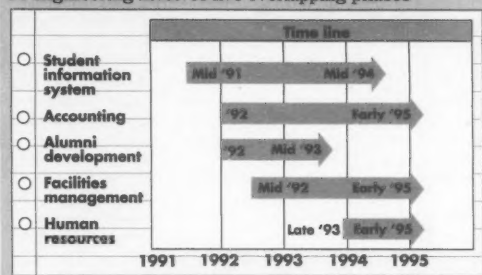 Time line
Student
information
system
Mid '91 Mid '94
Accounting
'92 Early '95
Alumni
development
'92 Mid '93
Facilities
management
Mid '92 Early '95
Human
resources
Late '93 Early '95
1991 1992 1993 1994 1995